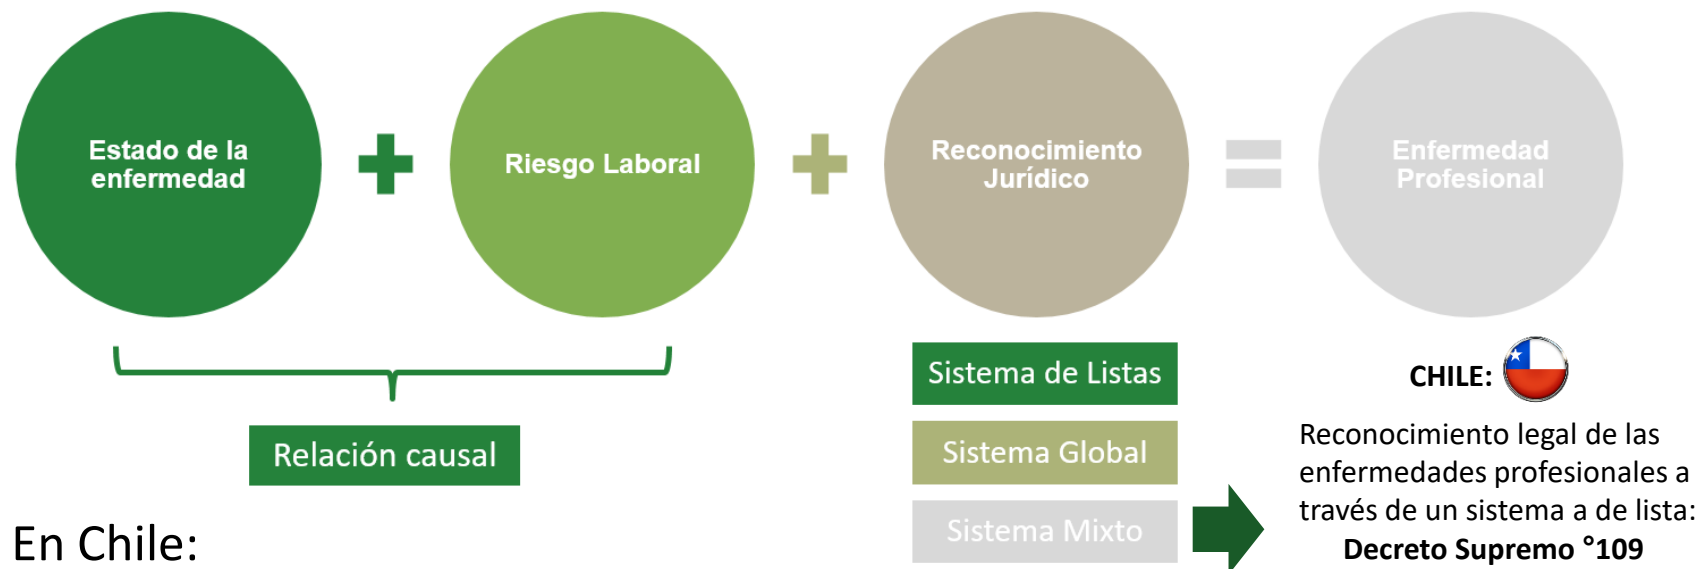 Estado de la
enfermedad
Riesgo Laboral
Reconocimiento
Jurídico
Enfermedad
Profesional
Relación causal
Sistema de Listas
Sistema Global
Sistema Mixto
CHILE:
Reconocimiento legal de las
enfermedades profesionales a
través de un sistema a de lista:
Decreto Supremo °109
En Chile: